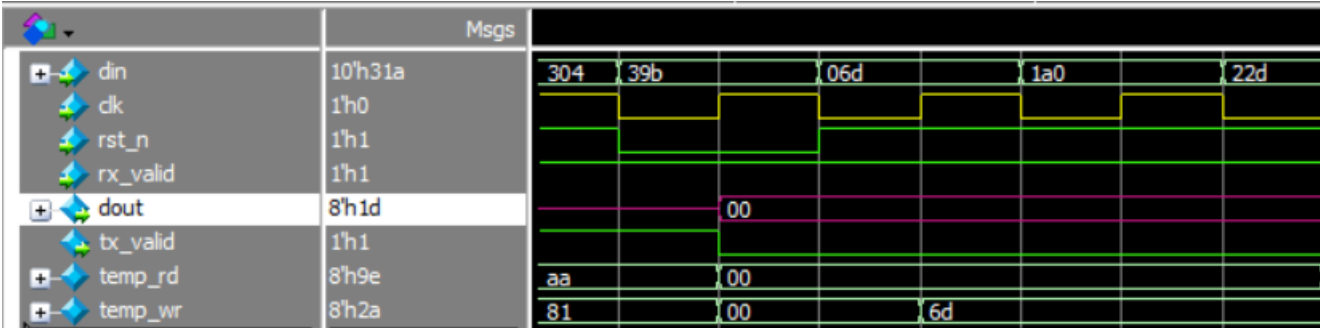 Msgs
din 10'h31a 304 39b 06d 1a0 22d
clk 1'h0
rst_n 1'h1
rx_valid 1'h1
dout 8'h1d 00
tx_valid 1'h1
temp_rd 8'h9e aa 00
temp_wr 8'h2a 81 00 6d